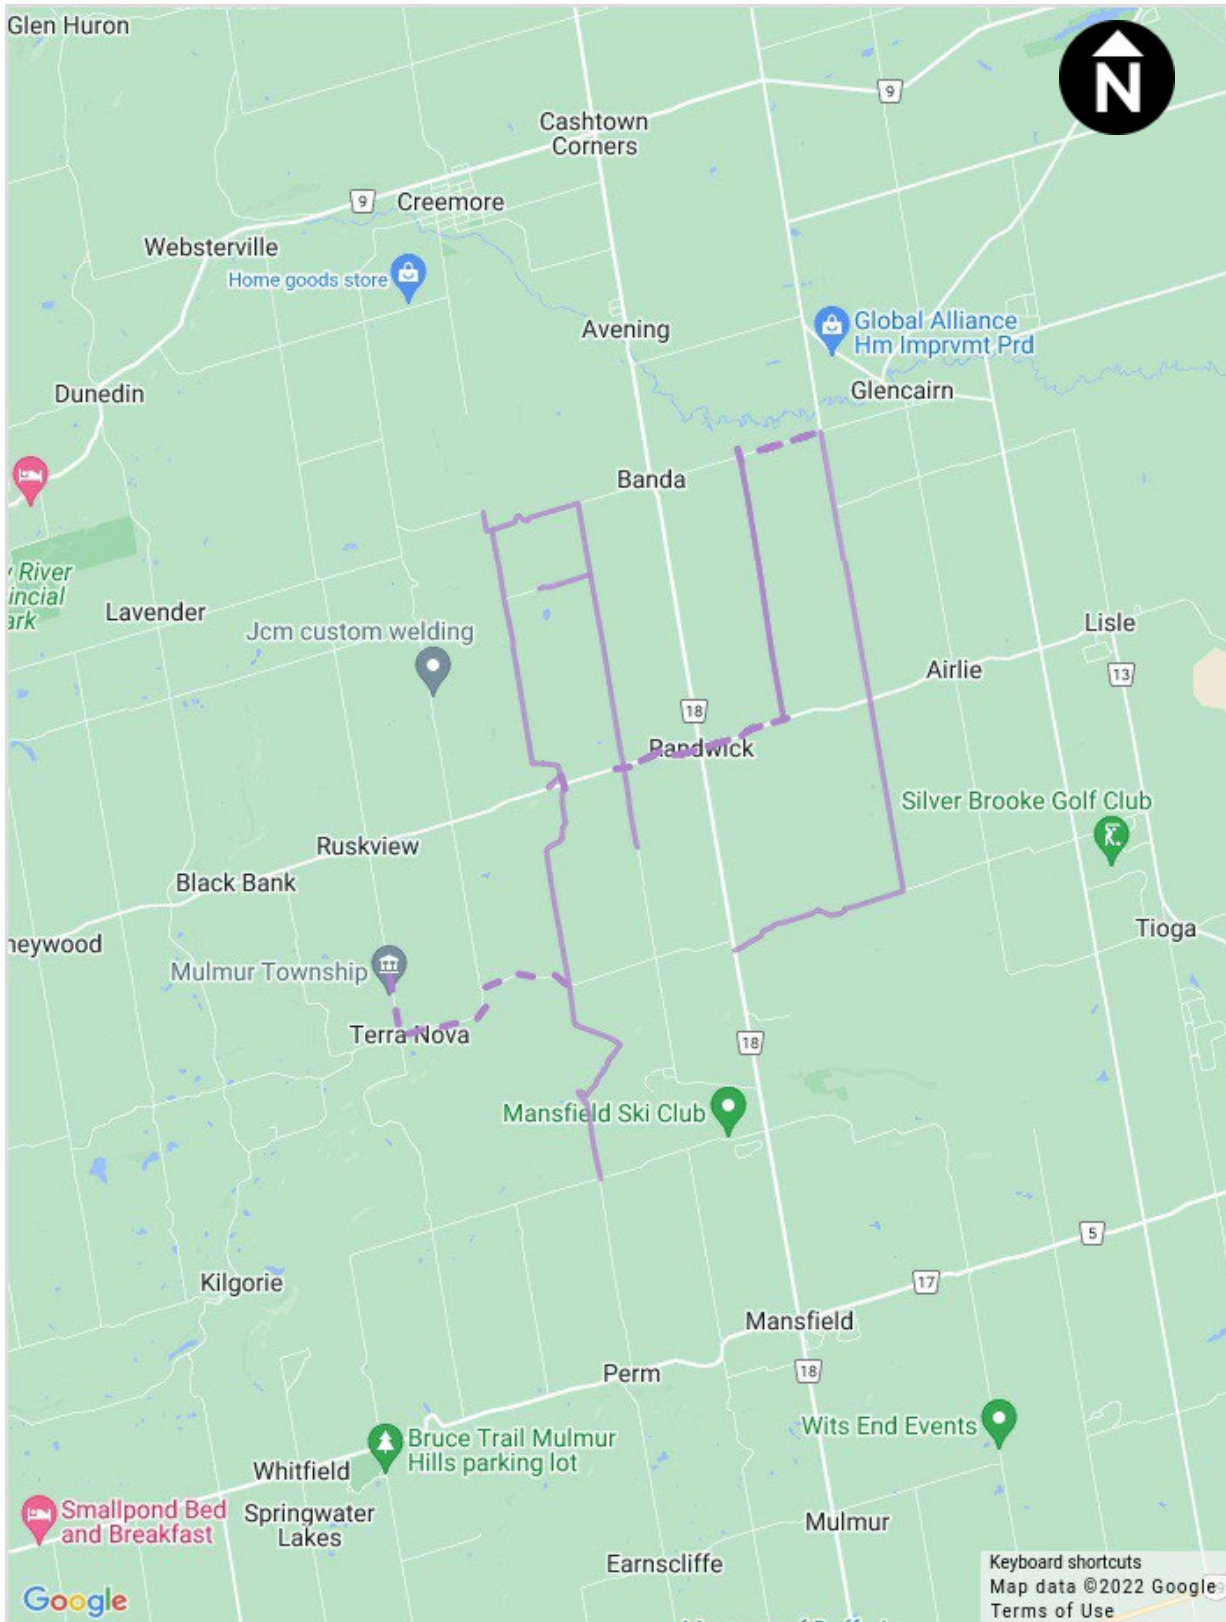 Glen Huron
N
9
Cashtown
Corners
9
Creemore
Websterville
Home goods store
Avening
Global Alliance
Hm Imprvmt Prd
Dunedin
Glencairn
Banda
River
incial
ark
Lavender
Jcm custom welding
Lisle
Airlie
13
18
Randwick
Silver Brooke Golf Club
Ruskview
Black Bank
neywood
Tioga
Mulmur Township
Terra Nova
18
Mansfield Ski Club
5
Kilgorie
17
Mansfield
Perm
18
Wits End Events
Bruce Trail Mulmur
Hills parking lot
Whitfield
Smallpond Bed
and Breakfast
Springwater
Lakes
Mulmur
Earnscliffe
Keyboard shortcuts
Map data ©2022 Google
Terms of Use
Google